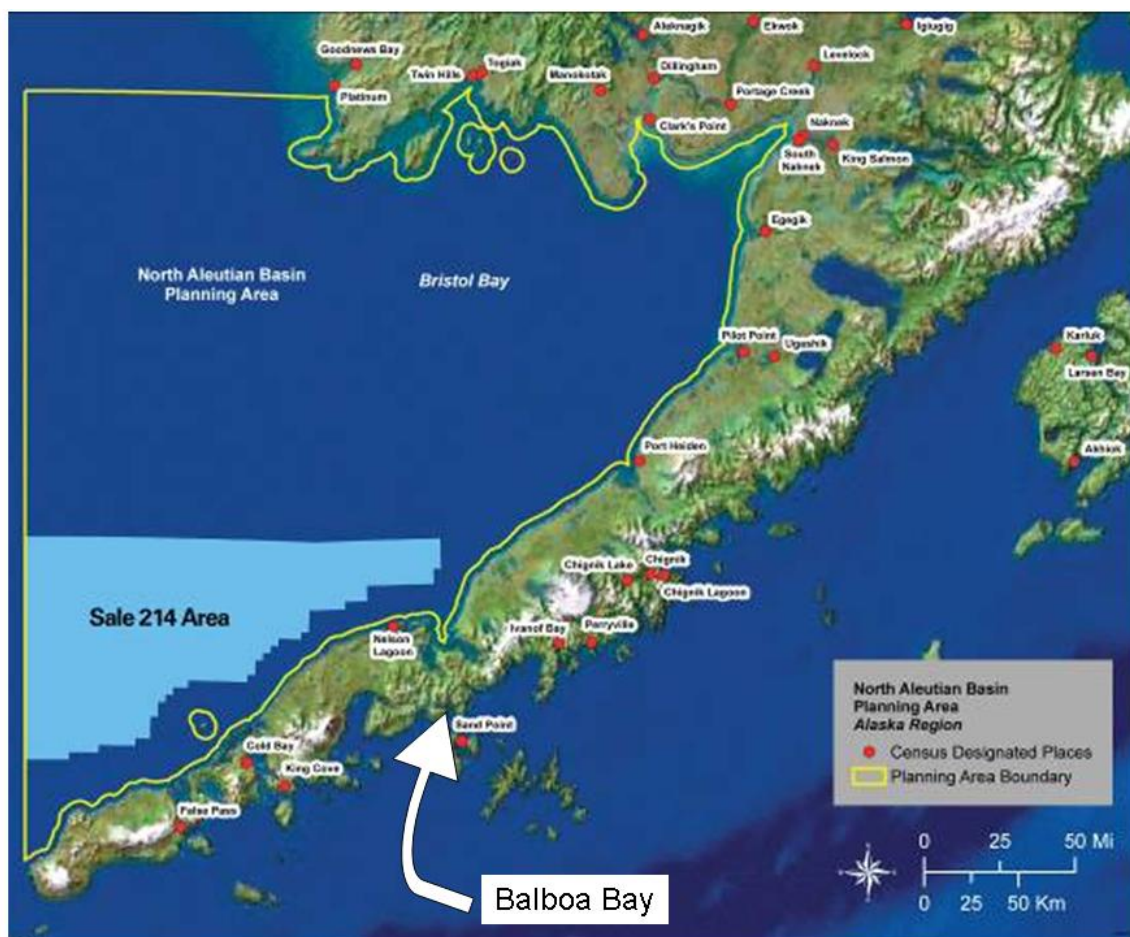 Goodnews Bay
Platinum
Twin Hills
Togiak
Manokotak
Aleknagik
Dillingham
Clark's Point
Ekwok
Portage Creek
Levelock
Igiugig
Naknek
South
Naknek
King Salmon
Egegik
North Aleutian Basin
Planning Area
Bristol Bay
Pilot Point
Ugashik
Karluk
Larsen Bay
Akhiok
Port Heiden
Chignik Lake
Chignik
Chignik Lagoon
Ivanof Bay
Perryville
Sale 214 Area
Nelson
Lagoon
Sand Point
Cold Bay
King Cove
False Pass
Balboa Bay
North Aleutian Basin
Planning Area
Alaska Region
Census Designated Places
Planning Area Boundary
0 25 50 Mi
0 25 50 Km